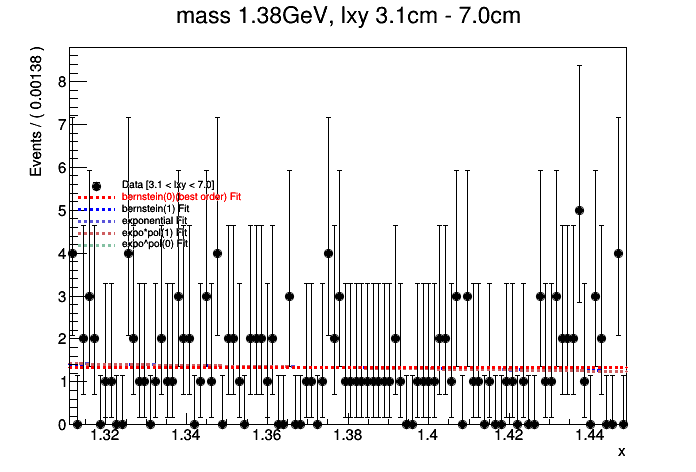 mass 1.38GeV, lxy 3.1cm - 7.0cm
Events / ( 0.00138 )
8
7
6
5
4
3
2
1
0
Data [3.1 < lxy < 7.0]
bernstein(0)(best order) Fit
bernstein(1) Fit
exponential Fit
expo*pol(1) Fit
expo^pol(0) Fit
1.32 1.34 1.36 1.38 1.4 1.42 1.44
x